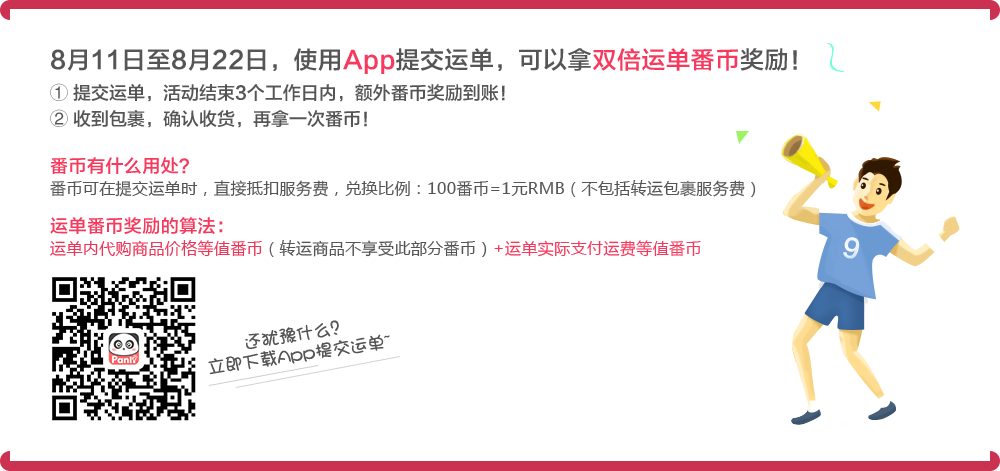 8月11日至8月22日，使用App提交运单，可以拿双倍运单番币奖励！
① 提交运单，活动结束3个工作日内，额外番币奖励到账！
② 收到包裹，确认收货，再拿一次番币！
番币有什么用处？
番币可在提交运单时，直接抵扣服务费，兑换比例：100番币=1元RMB（不包括转运包裹服务费）
运单番币奖励的算法：
运单内代购商品价格等值番币（转运商品不享受此部分番币）+运单实际支付运费等值番币
还犹豫什么？
立即下载App提交运单~
Panli
9